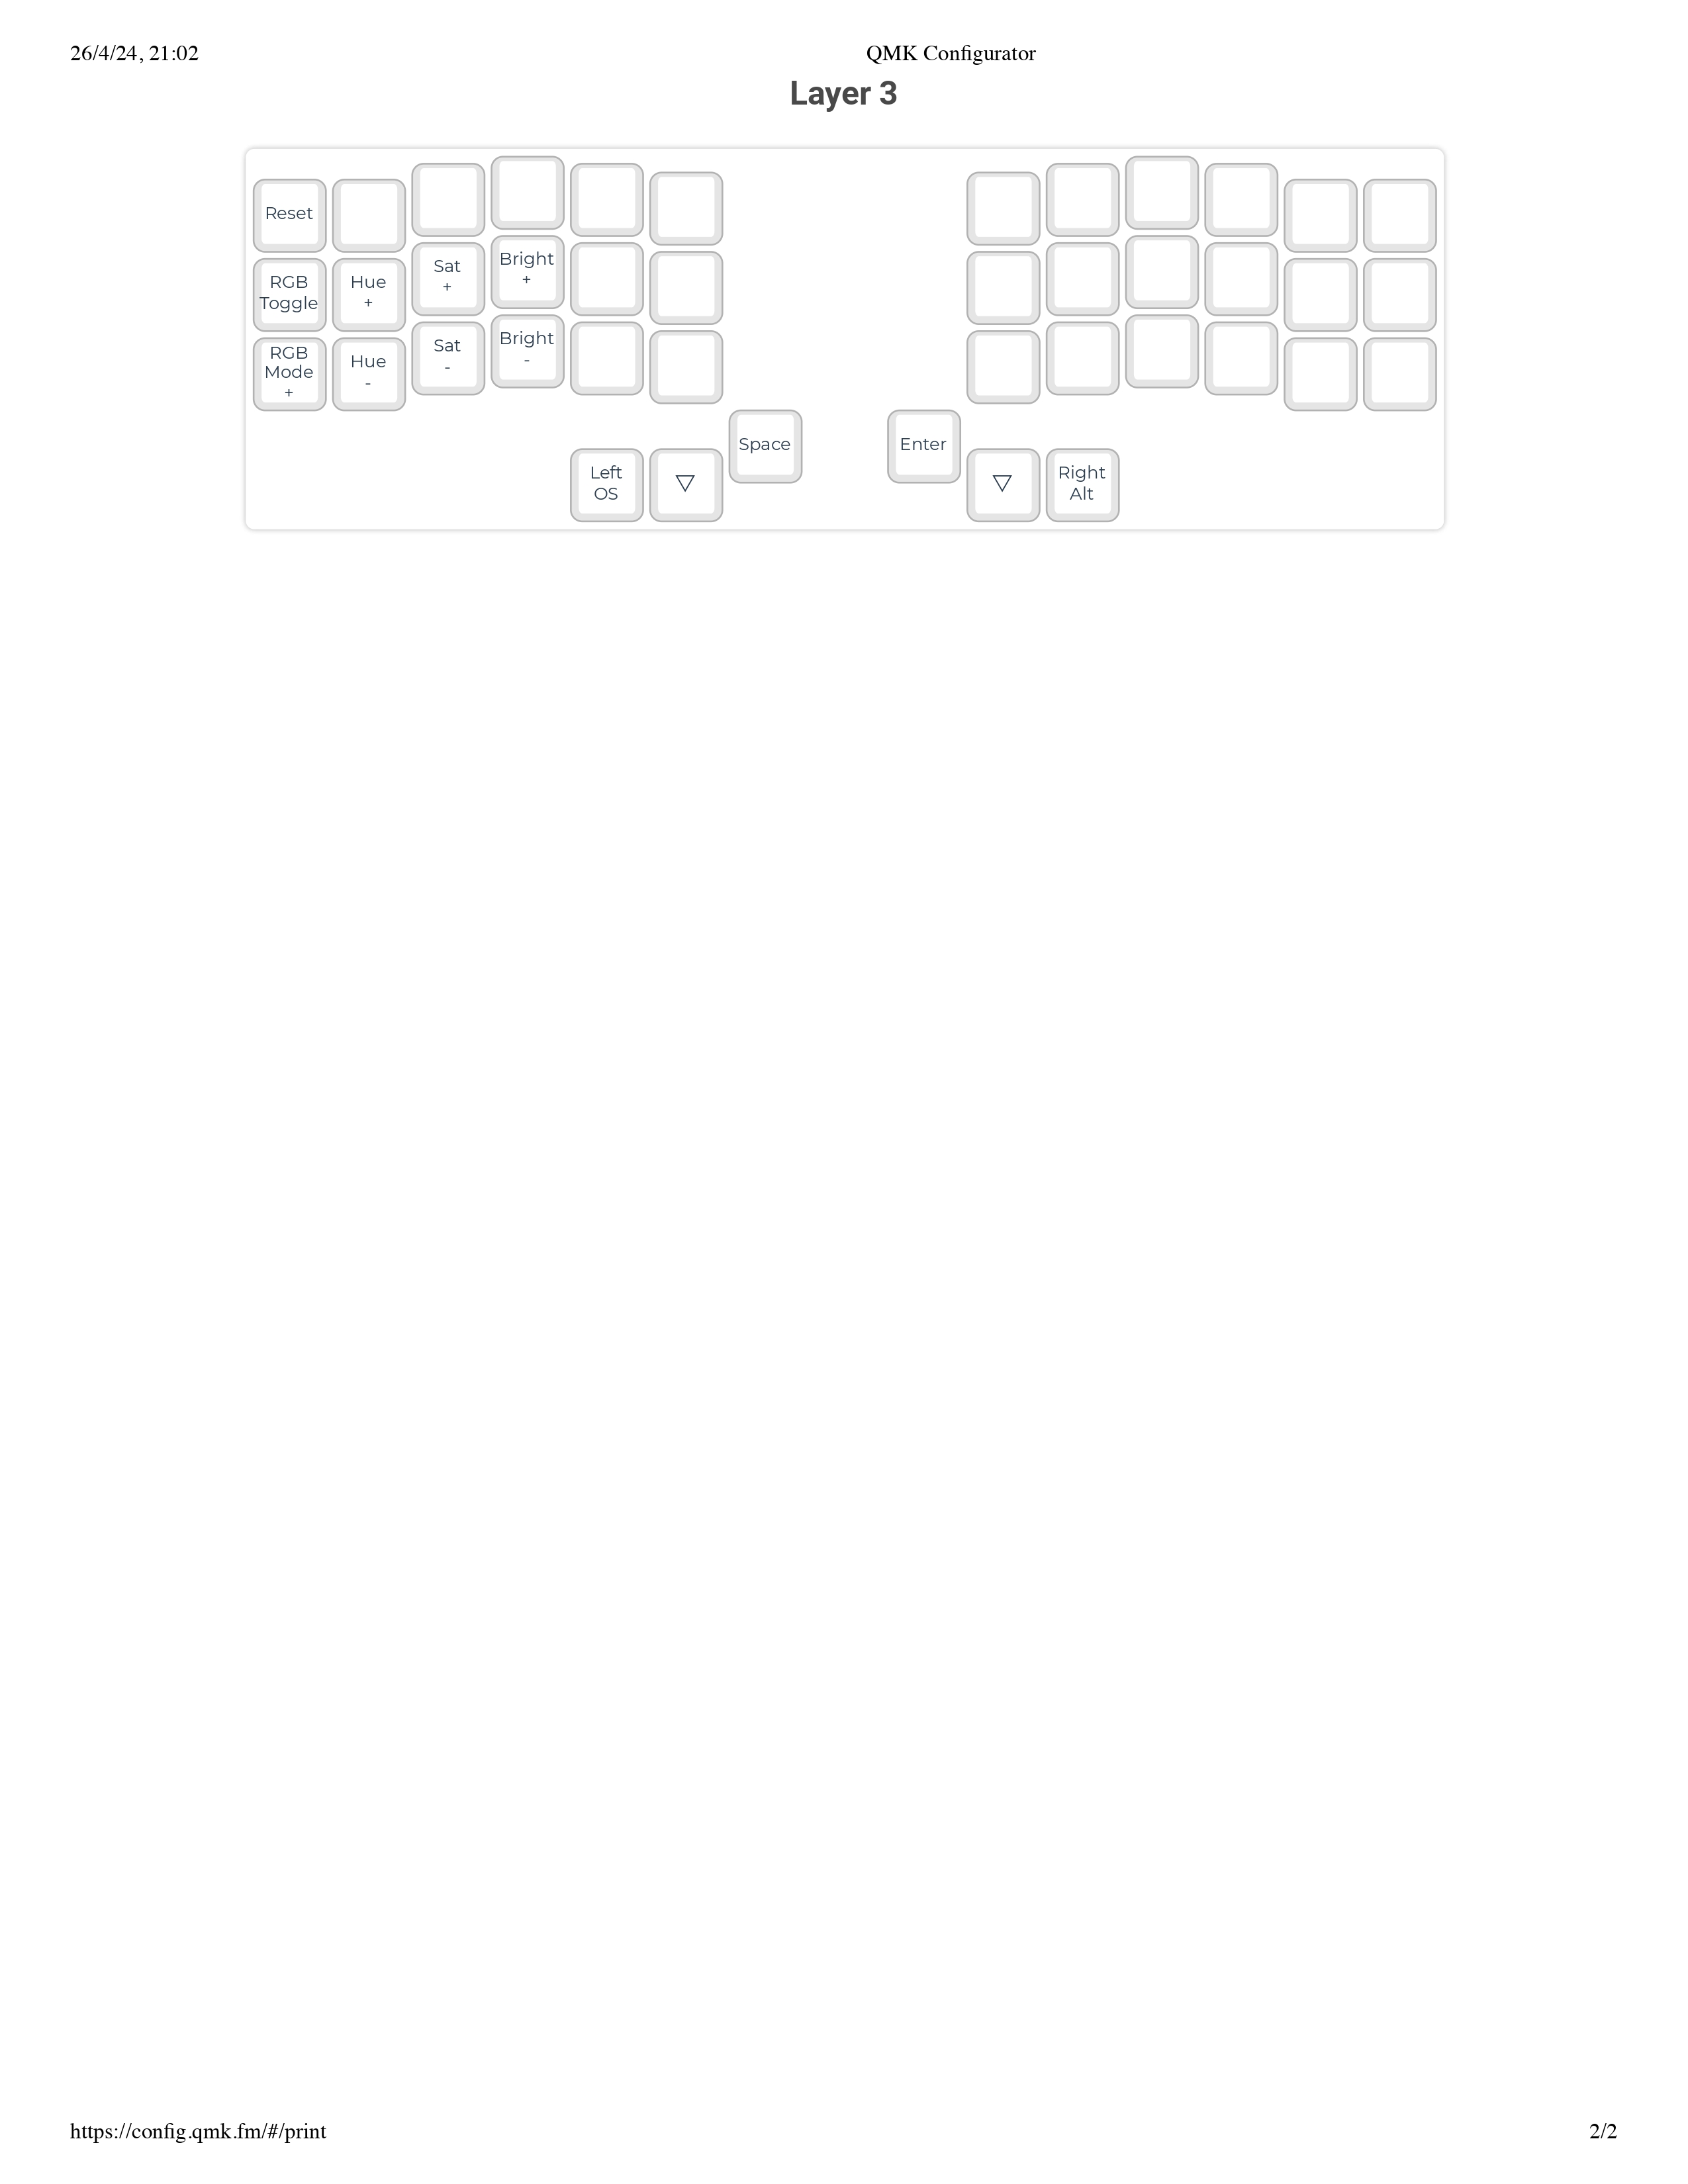 26/4/24, 21:02
QMK Configurator
Layer 3
Reset
RGB
Toggle
Hue
+
Sat
+
Bright
+
RGB
Mode
+
Hue
-
Sat
-
Bright
-
Space
Enter
Left
OS
▽
▽
Right
Alt
https://config.qmk.fm/#/print
2/2